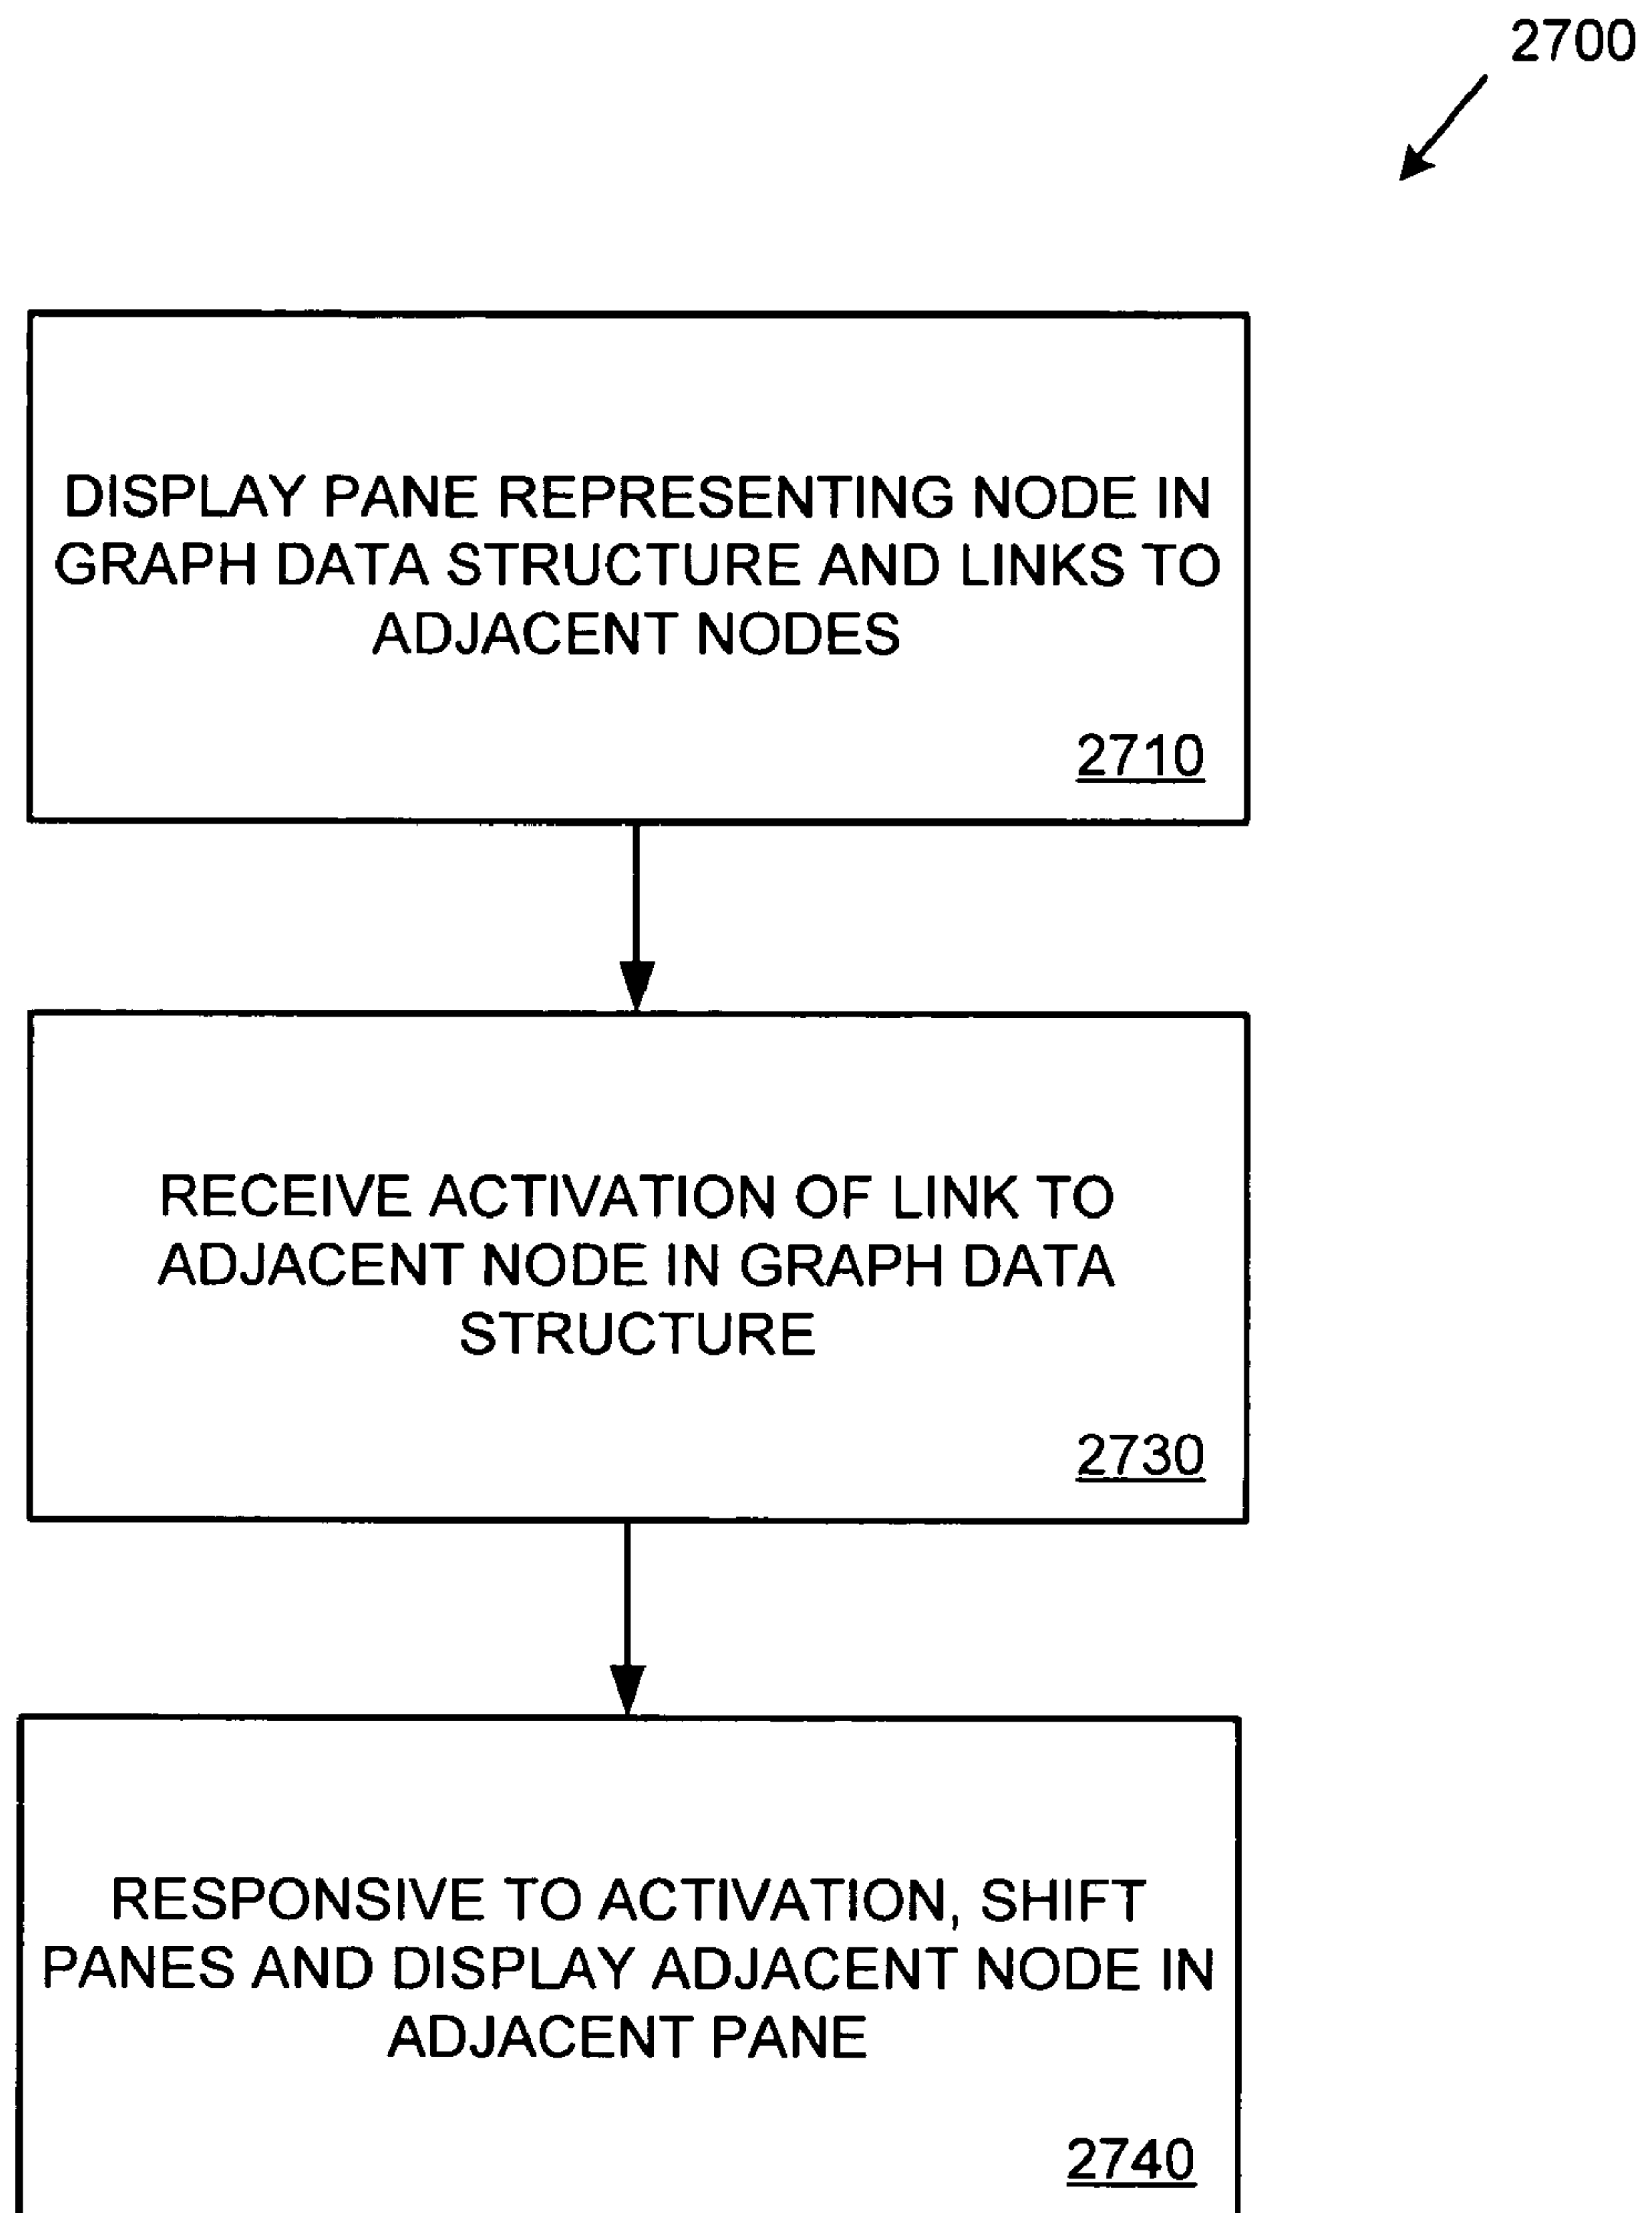 2700
DISPLAY PANE REPRESENTING NODE IN
GRAPH DATA STRUCTURE AND LINKS TO
ADJACENT NODES
2710
RECEIVE ACTIVATION OF LINK TO
ADJACENT NODE IN GRAPH DATA
STRUCTURE
2730
RESPONSIVE TO ACTIVATION, SHIFT
PANES AND DISPLAY ADJACENT NODE IN
ADJACENT PANE
2740